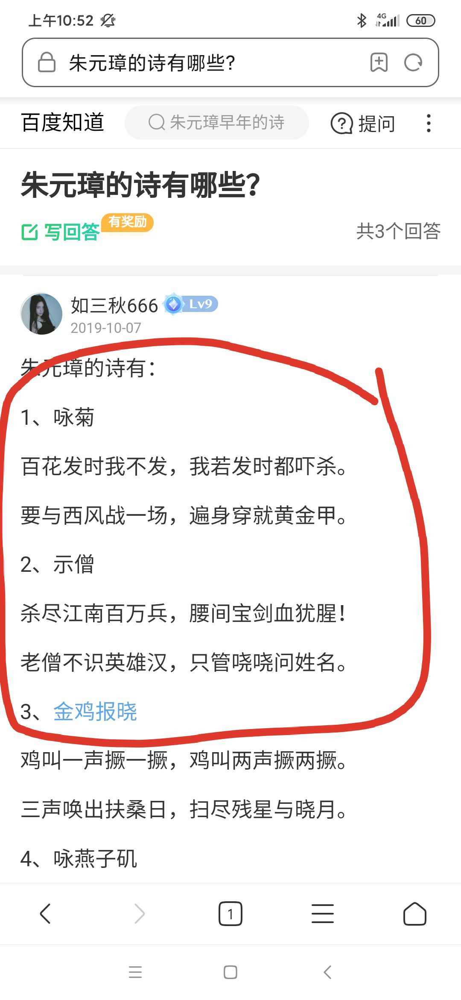 上午10:52
4G
60
朱元璋的诗有哪些?
百度知道
朱元璋早年的诗
提问
朱元璋的诗有哪些?
写回答
有奖励
共3个回答
如三秋666
Lv9
2019-10-07
朱元璋的诗有：
1、咏菊
百花发时我不发，我若发时都吓杀。
要与西风战一场，遍身穿就黄金甲。
2、示僧
杀尽江南百万兵，腰间宝剑血犹腥！
老僧不识英雄汉，只管哓哓问姓名。
3、金鸡报晓
鸡叫一声撅一撅，鸡叫两声撅两撅。
三声唤出扶桑日，扫尽残星与晓月。
4、咏燕子矶
1